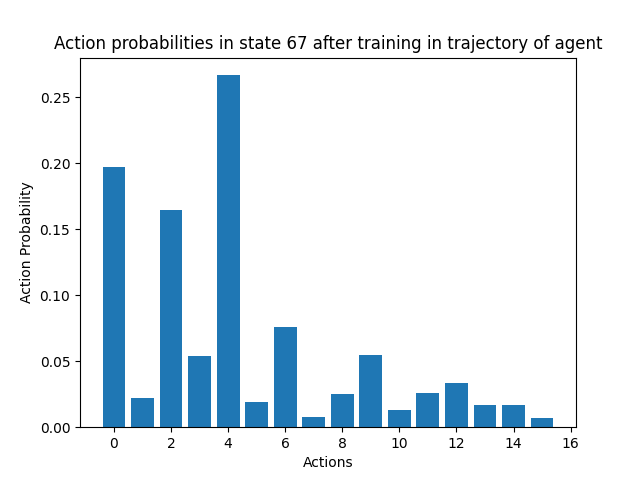 Action probabilities in state 67 after training in trajectory of agent
0.25
0.20
0.15
0.10
0.05
0.00
Action Probability
0 2 4 6 8 10 12 14 16
Actions